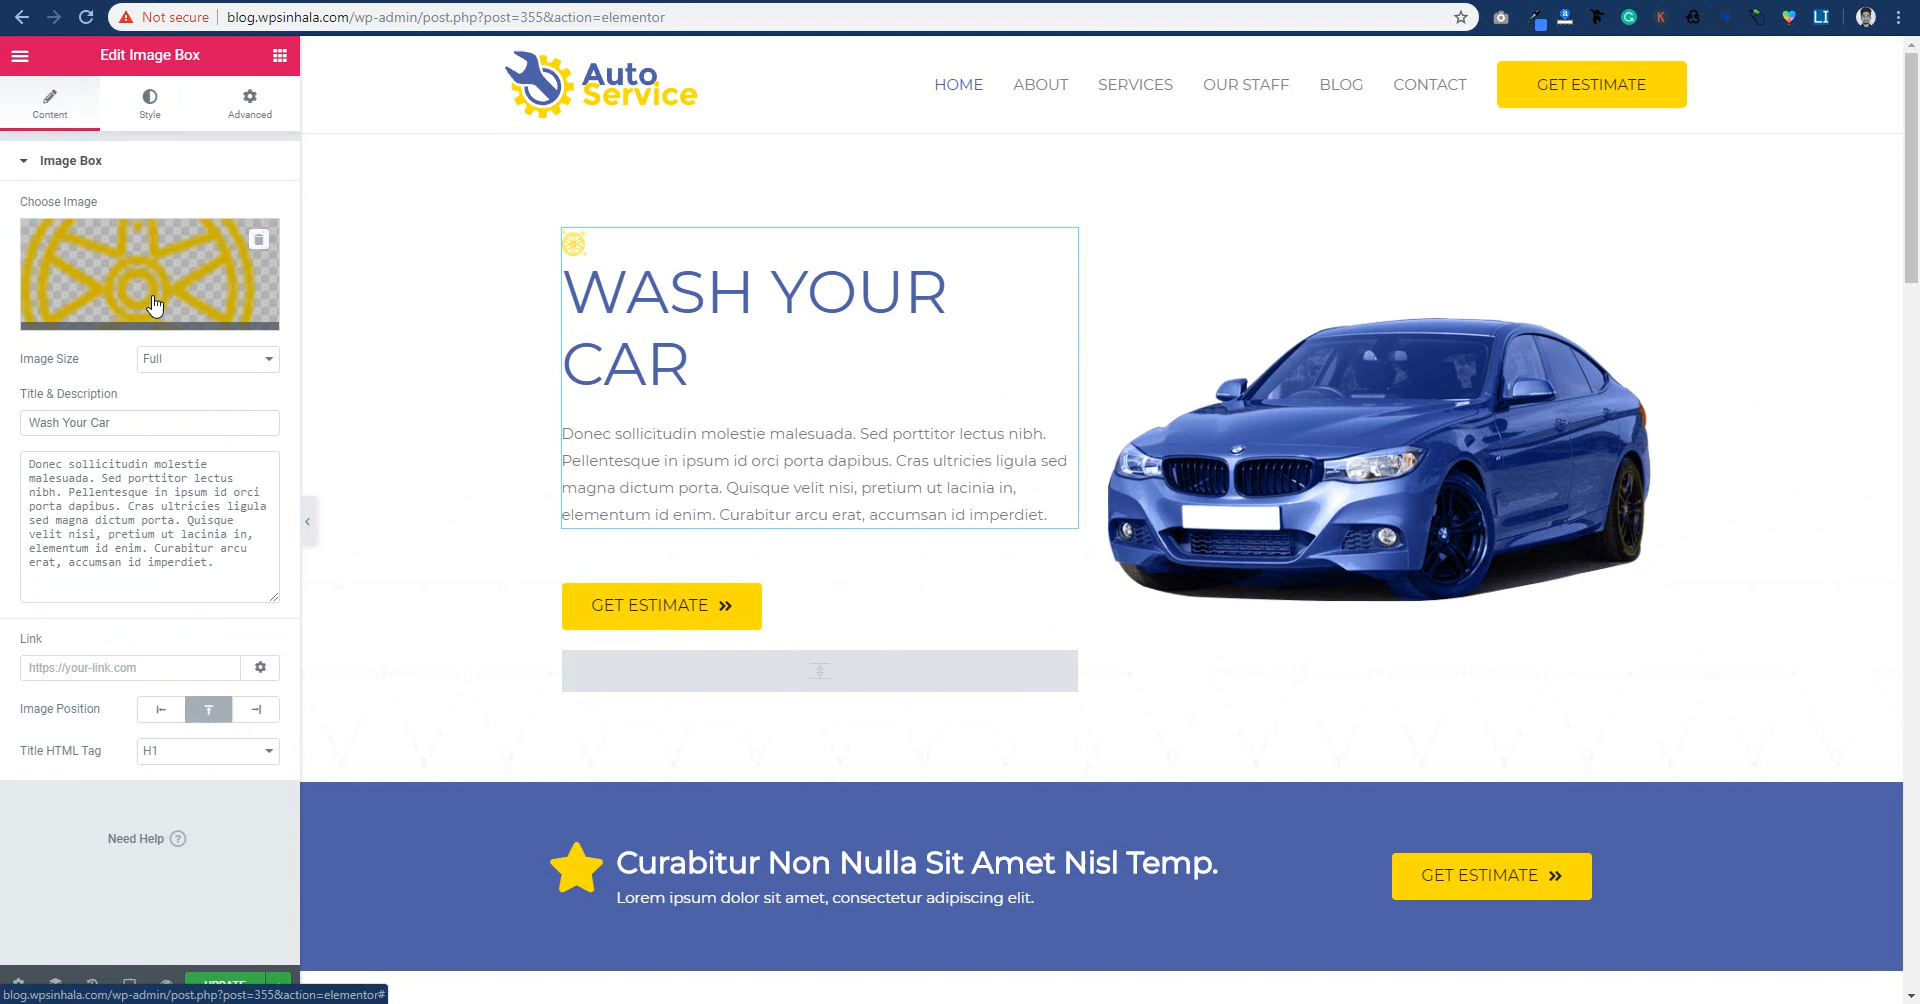 Not secure
blog.wpsinhala.com/wp-admin/post.php?post=355&action=elementor
Edit Image Box
Content
Style
Advanced
Image Box
Choose Image
Image Size
Full
Title & Description
Wash Your Car
Donec sollicitudin molestie
malesuada. Sed porttitor lectus
nibh. Pellentesque in ipsum id orci
porta dapibus. Cras ultricies ligula
sed magna dictum porta. Quisque
velit nisi, pretium ut lacinia in,
elementum id enim. Curabitur arcu
erat, accumsan id imperdiet.
Link
https://your-link.com
Image Position
Title HTML Tag
H1
Need Help ?
UPDATE
blog.wpsinhala.com/wp-admin/post.php?post=355&action=elementor#
Auto
Service
HOME
ABOUT
SERVICES
OUR STAFF
BLOG
CONTACT
GET ESTIMATE
WASH YOUR
CAR
Donec sollicitudin molestie malesuada. Sed porttitor lectus nibh.
Pellentesque in ipsum id orci porta dapibus. Cras ultricies ligula sed
magna dictum porta. Quisque velit nisi, pretium ut lacinia in,
elementum id enim. Curabitur arcu erat, accumsan id imperdiet.
GET ESTIMATE
Curabitur Non Nulla Sit Amet Nisl Temp.
Lorem ipsum dolor sit amet, consectetur adipiscing elit.
GET ESTIMATE